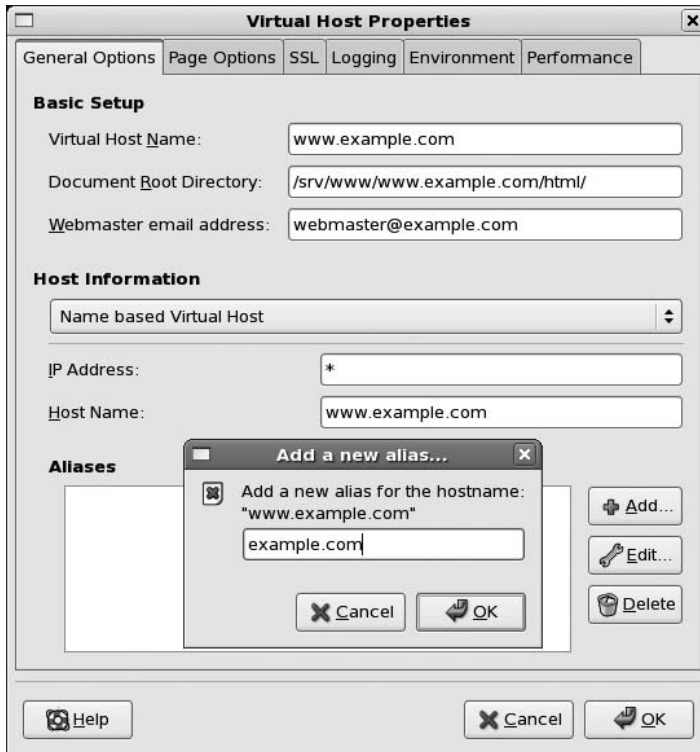 Virtual Host Properties
General Options Page Options SSL Logging Environment Performance
Basic Setup
Virtual Host Name: www.example.com
Document Root Directory: /srv/www/www.example.com/html/
Webmaster email address: webmaster@example.com
Host Information
Name based Virtual Host
IP Address: *
Host Name: www.example.com
Aliases
Add a new alias...
Add a new alias for the hostname:
"www.example.com"
example.com
Cancel OK
Add...
Edit...
Delete
Help Cancel OK